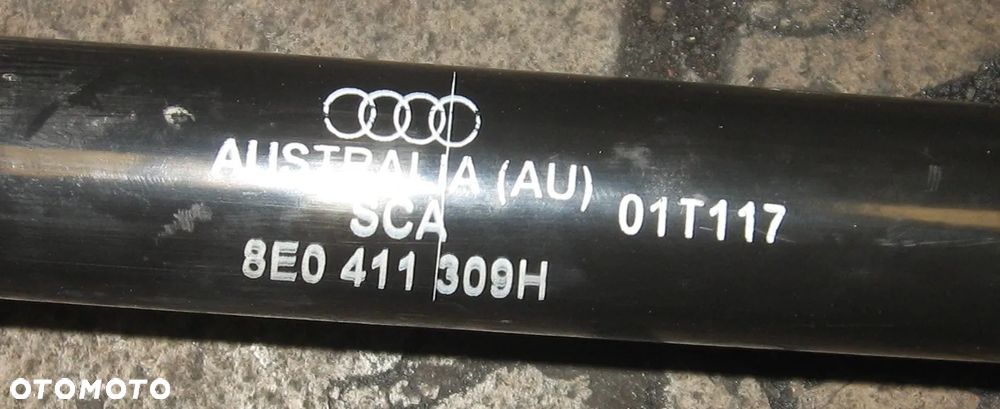 AUSTRALIA (AU)
SCA
01T117
8E0 411 309H
OTOMOTO